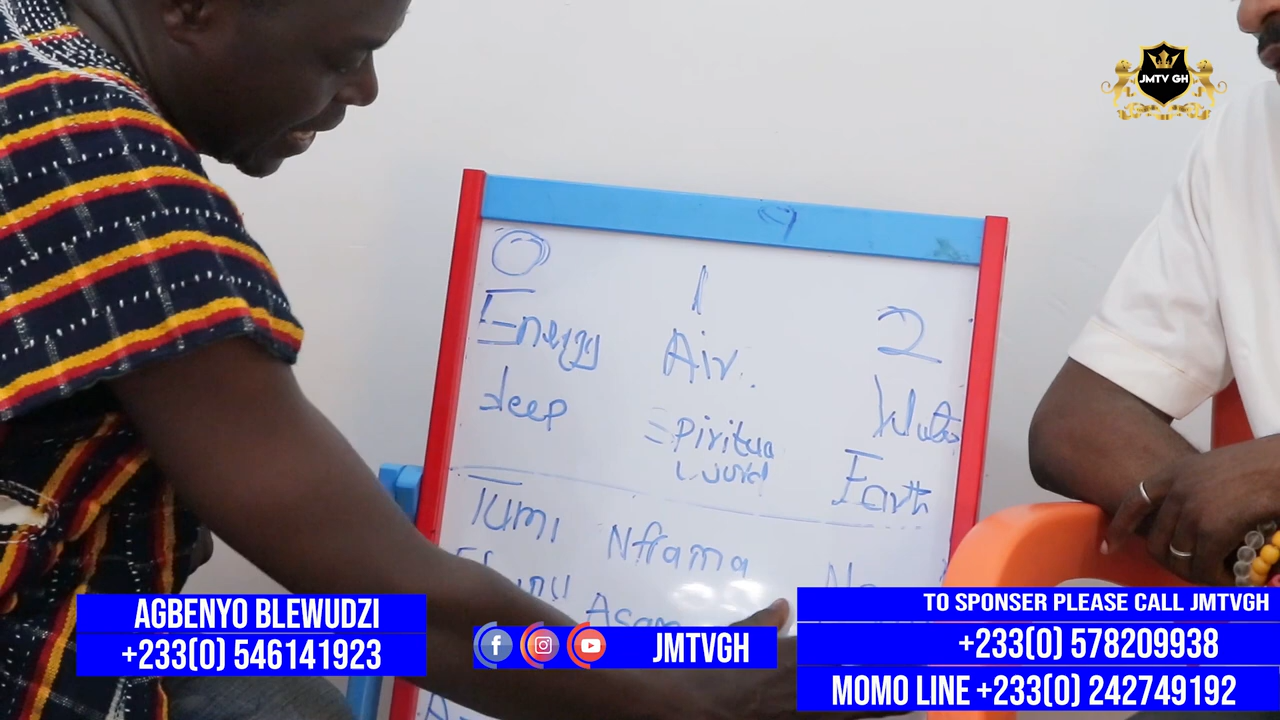 JMTV GH
9
0 1 2
Energy Air Water
deep Spiritual world Earth
Tumi Nframa
AGBENYO BLEWUDZI
+233(0) 546141923
JMTVGH
TO SPONSER PLEASE CALL JMTVGH
+233(0) 578209938
MOMO LINE +233(0) 242749192